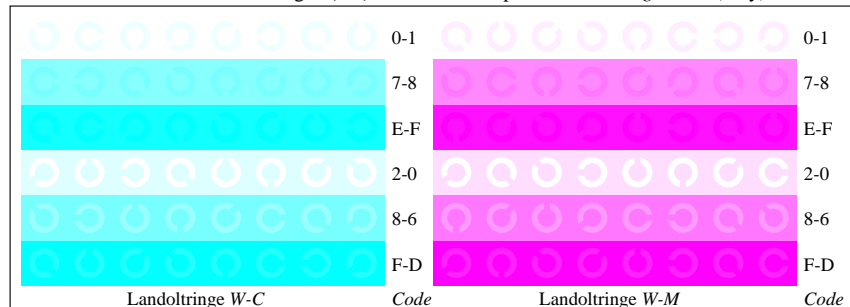 0-1 0-1
7-8 7-8
E-F E-F
2-0 2-0
8-6 8-6
F-D F-D
Landoltringe W-C Code Landoltringe W-M Code